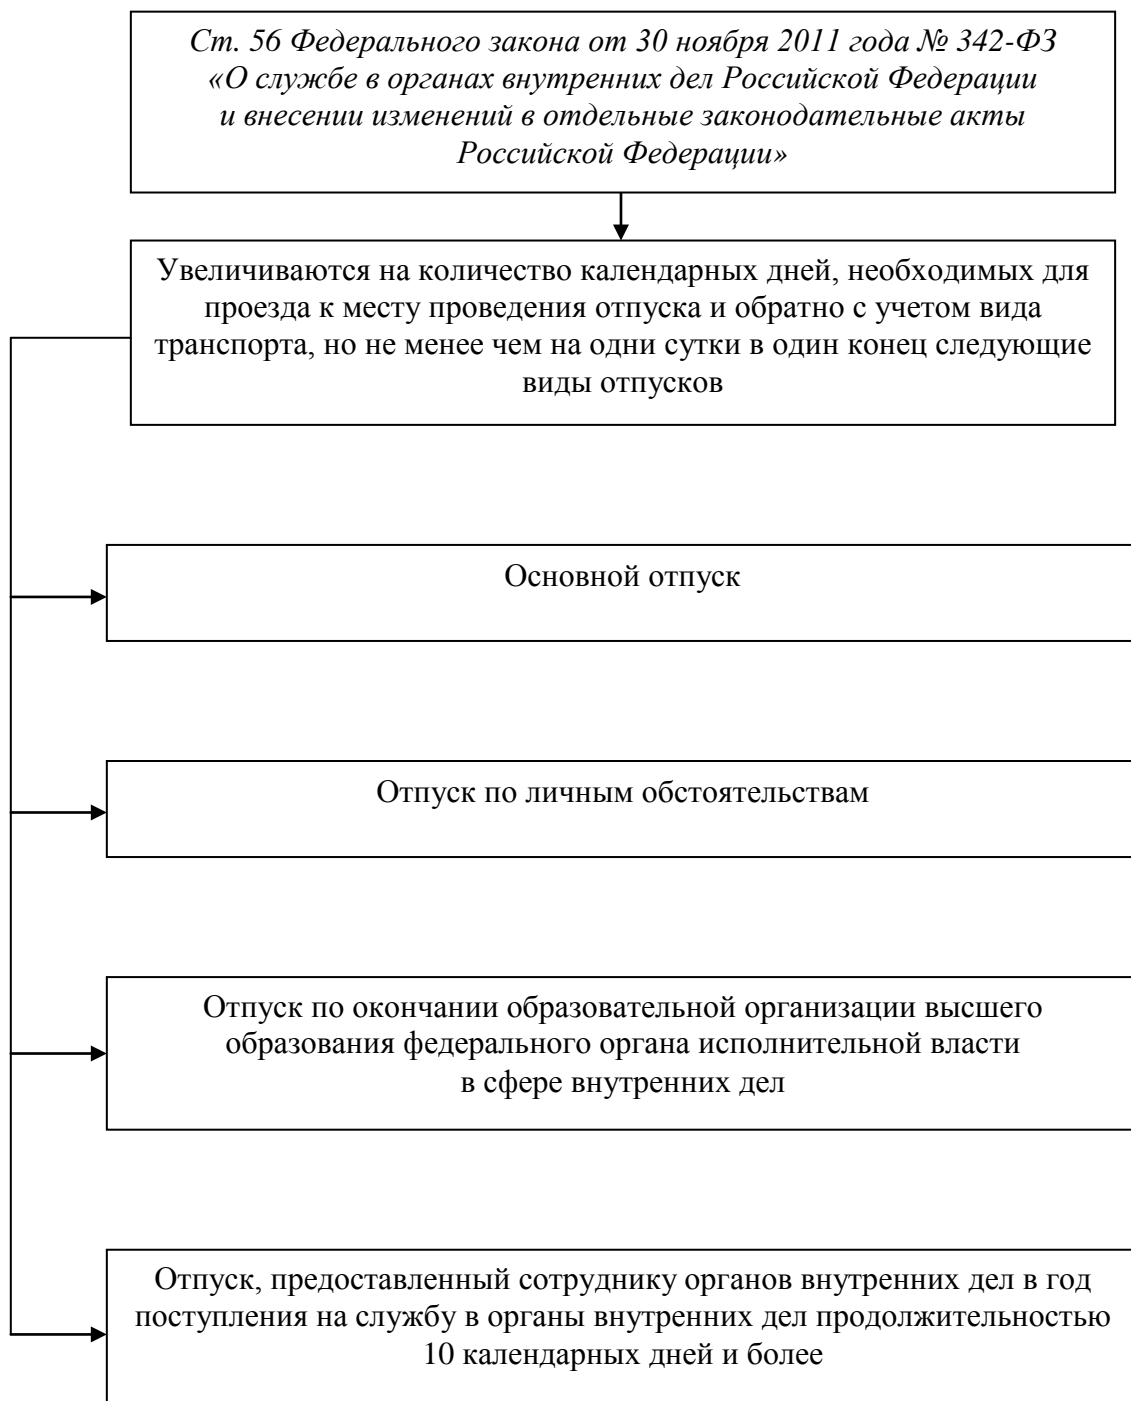 Ст. 56 Федерального закона от 30 ноября 2011 года № 342-ФЗ
«О службе в органах внутренних дел Российской Федерации
и внесении изменений в отдельные законодательные акты
Российской Федерации»
Увеличиваются на количество календарных дней, необходимых для
проезда к месту проведения отпуска и обратно с учетом вида
транспорта, но не менее чем на одни сутки в один конец следующие
виды отпусков
Основной отпуск
Отпуск по личным обстоятельствам
Отпуск по окончании образовательной организации высшего
образования федерального органа исполнительной власти
в сфере внутренних дел
Отпуск, предоставленный сотруднику органов внутренних дел в год
поступления на службу в органы внутренних дел продолжительностью
10 календарных дней и более